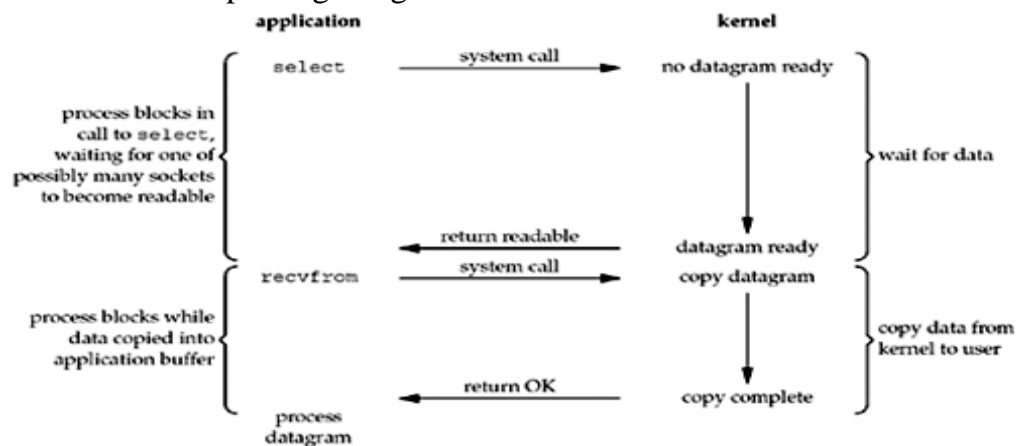 application kernel
select system call no datagram ready
process blocks in
call to select,
waiting for one of
possibly many sockets
to become readable
wait for data
return readable datagram ready
recvfrom system call copy datagram
process blocks while
data copied into
application buffer
copy data from
kernel to user
return OK copy complete
process
datagram